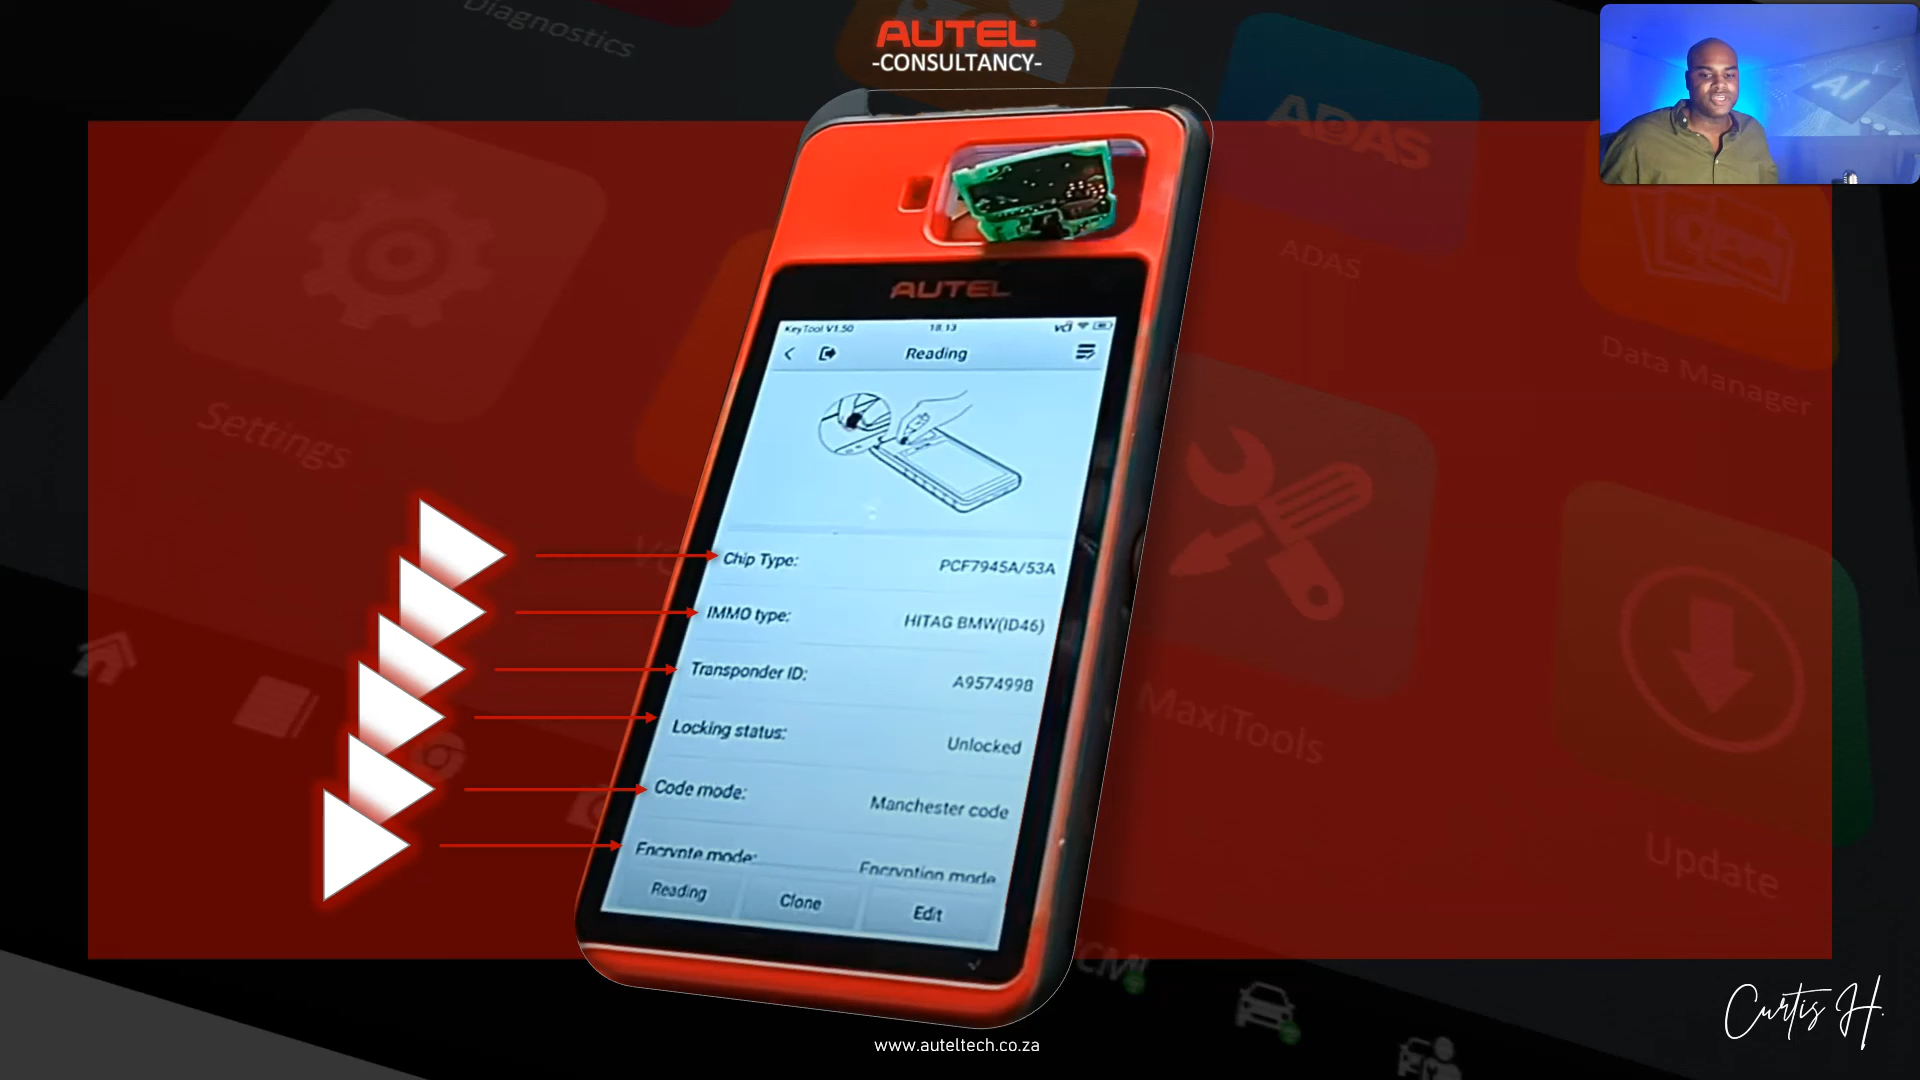 Diagnostics
AUTEL
-CONSULTANCY-
AI
ADAS
ADAS
AUTEL
KeyTool V1.50 18:13 VCI
Reading
Settings
Data Manager
Chip Type: PCF7945A/53A
IMMO type: HITAG BMW(ID46)
Transponder ID: A9574998
Locking status: Unlocked
Code mode: Manchester code
Encrypte mode: Encryption mode
Reading Clone Edit
MaxiTools
Update
Curtis H.
www.auteltech.co.za